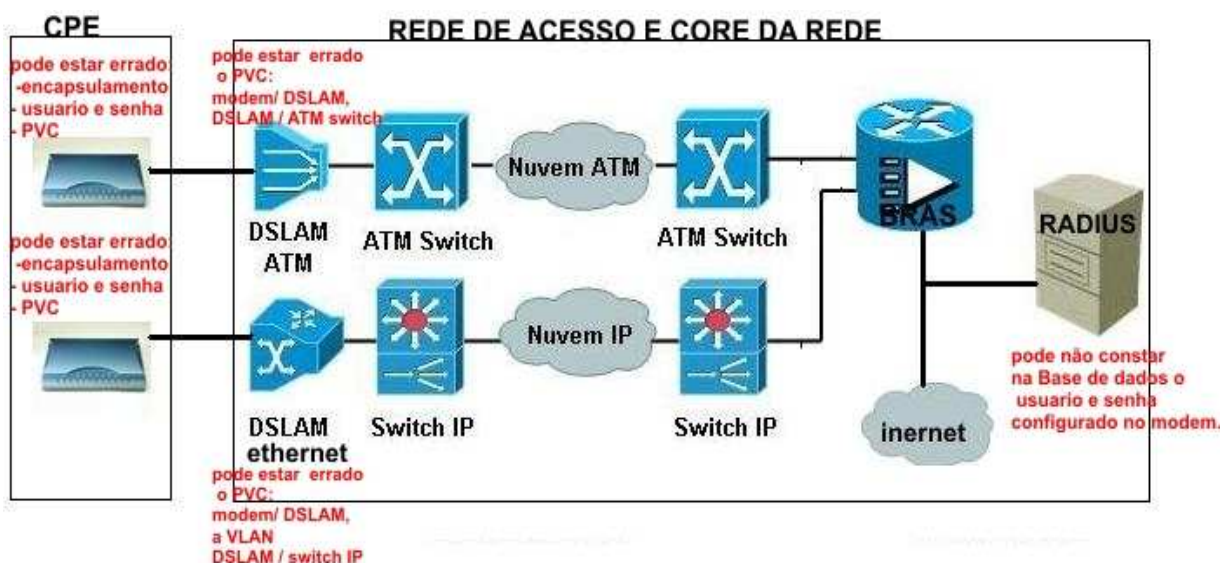 CPE
REDE DE ACESSO E CORE DA REDE
pode estar errado:
-encapsulamento
- usuario e senha
- PVC
pode estar errado
o PVC:
modem/ DSLAM,
DSLAM / ATM switch
DSLAM
ATM
ATM Switch
Nuvem ATM
ATM Switch
BRAS
RADIUS
pode estar errado:
-encapsulamento
- usuario e senha
- PVC
DSLAM
ethernet
Switch IP
Nuvem IP
Switch IP
inernet
pode não constar
na Base de dados o
usuario e senha
configurado no modem.
pode estar errado
o PVC:
modem/ DSLAM,
a VLAN
DSLAM / switch IP